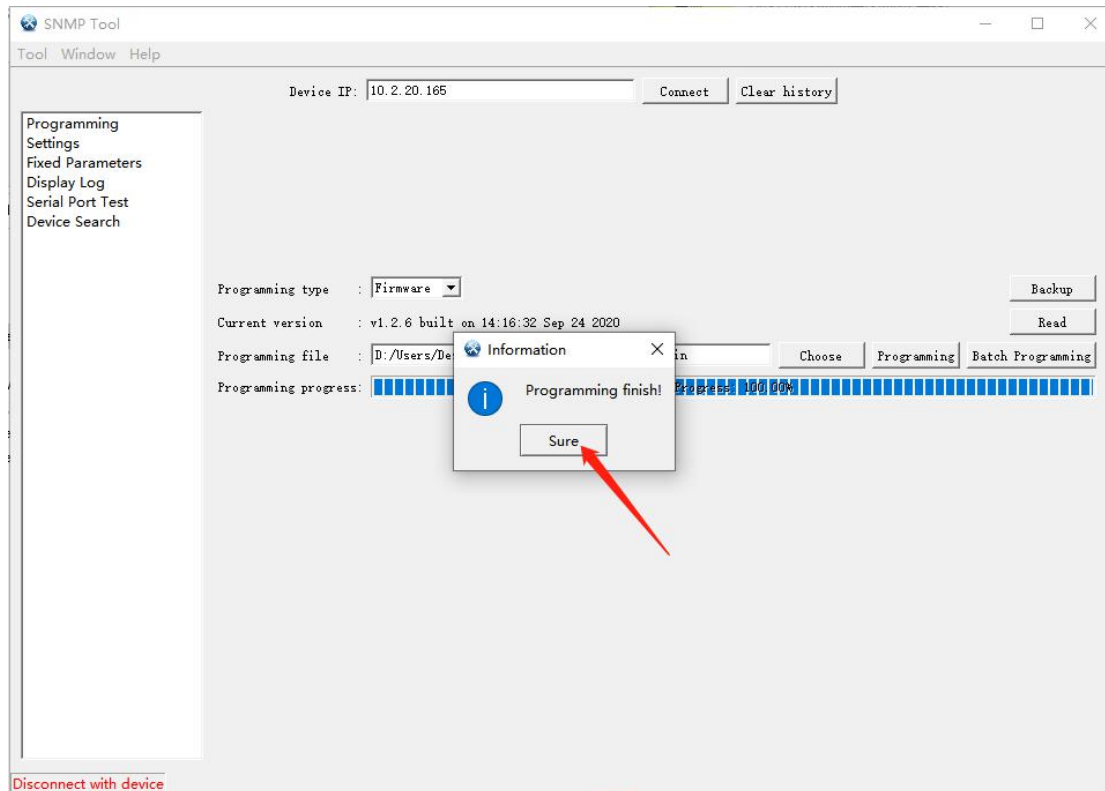 SNMP Tool
Tool Window Help
Device IP: 10.2.20.165 Connect Clear history
Programming
Settings
Fixed Parameters
Display Log
Serial Port Test
Device Search
Programming type : Firmware Backup
Current version : v1.2.6 built on 14:16:32 Sep 24 2020 Read
Programming file : D:/Users/De in Choose Programming Batch Programming
Programming progress: Progress: 100.00%
Information
Programming finish!
Sure
Disconnect with device